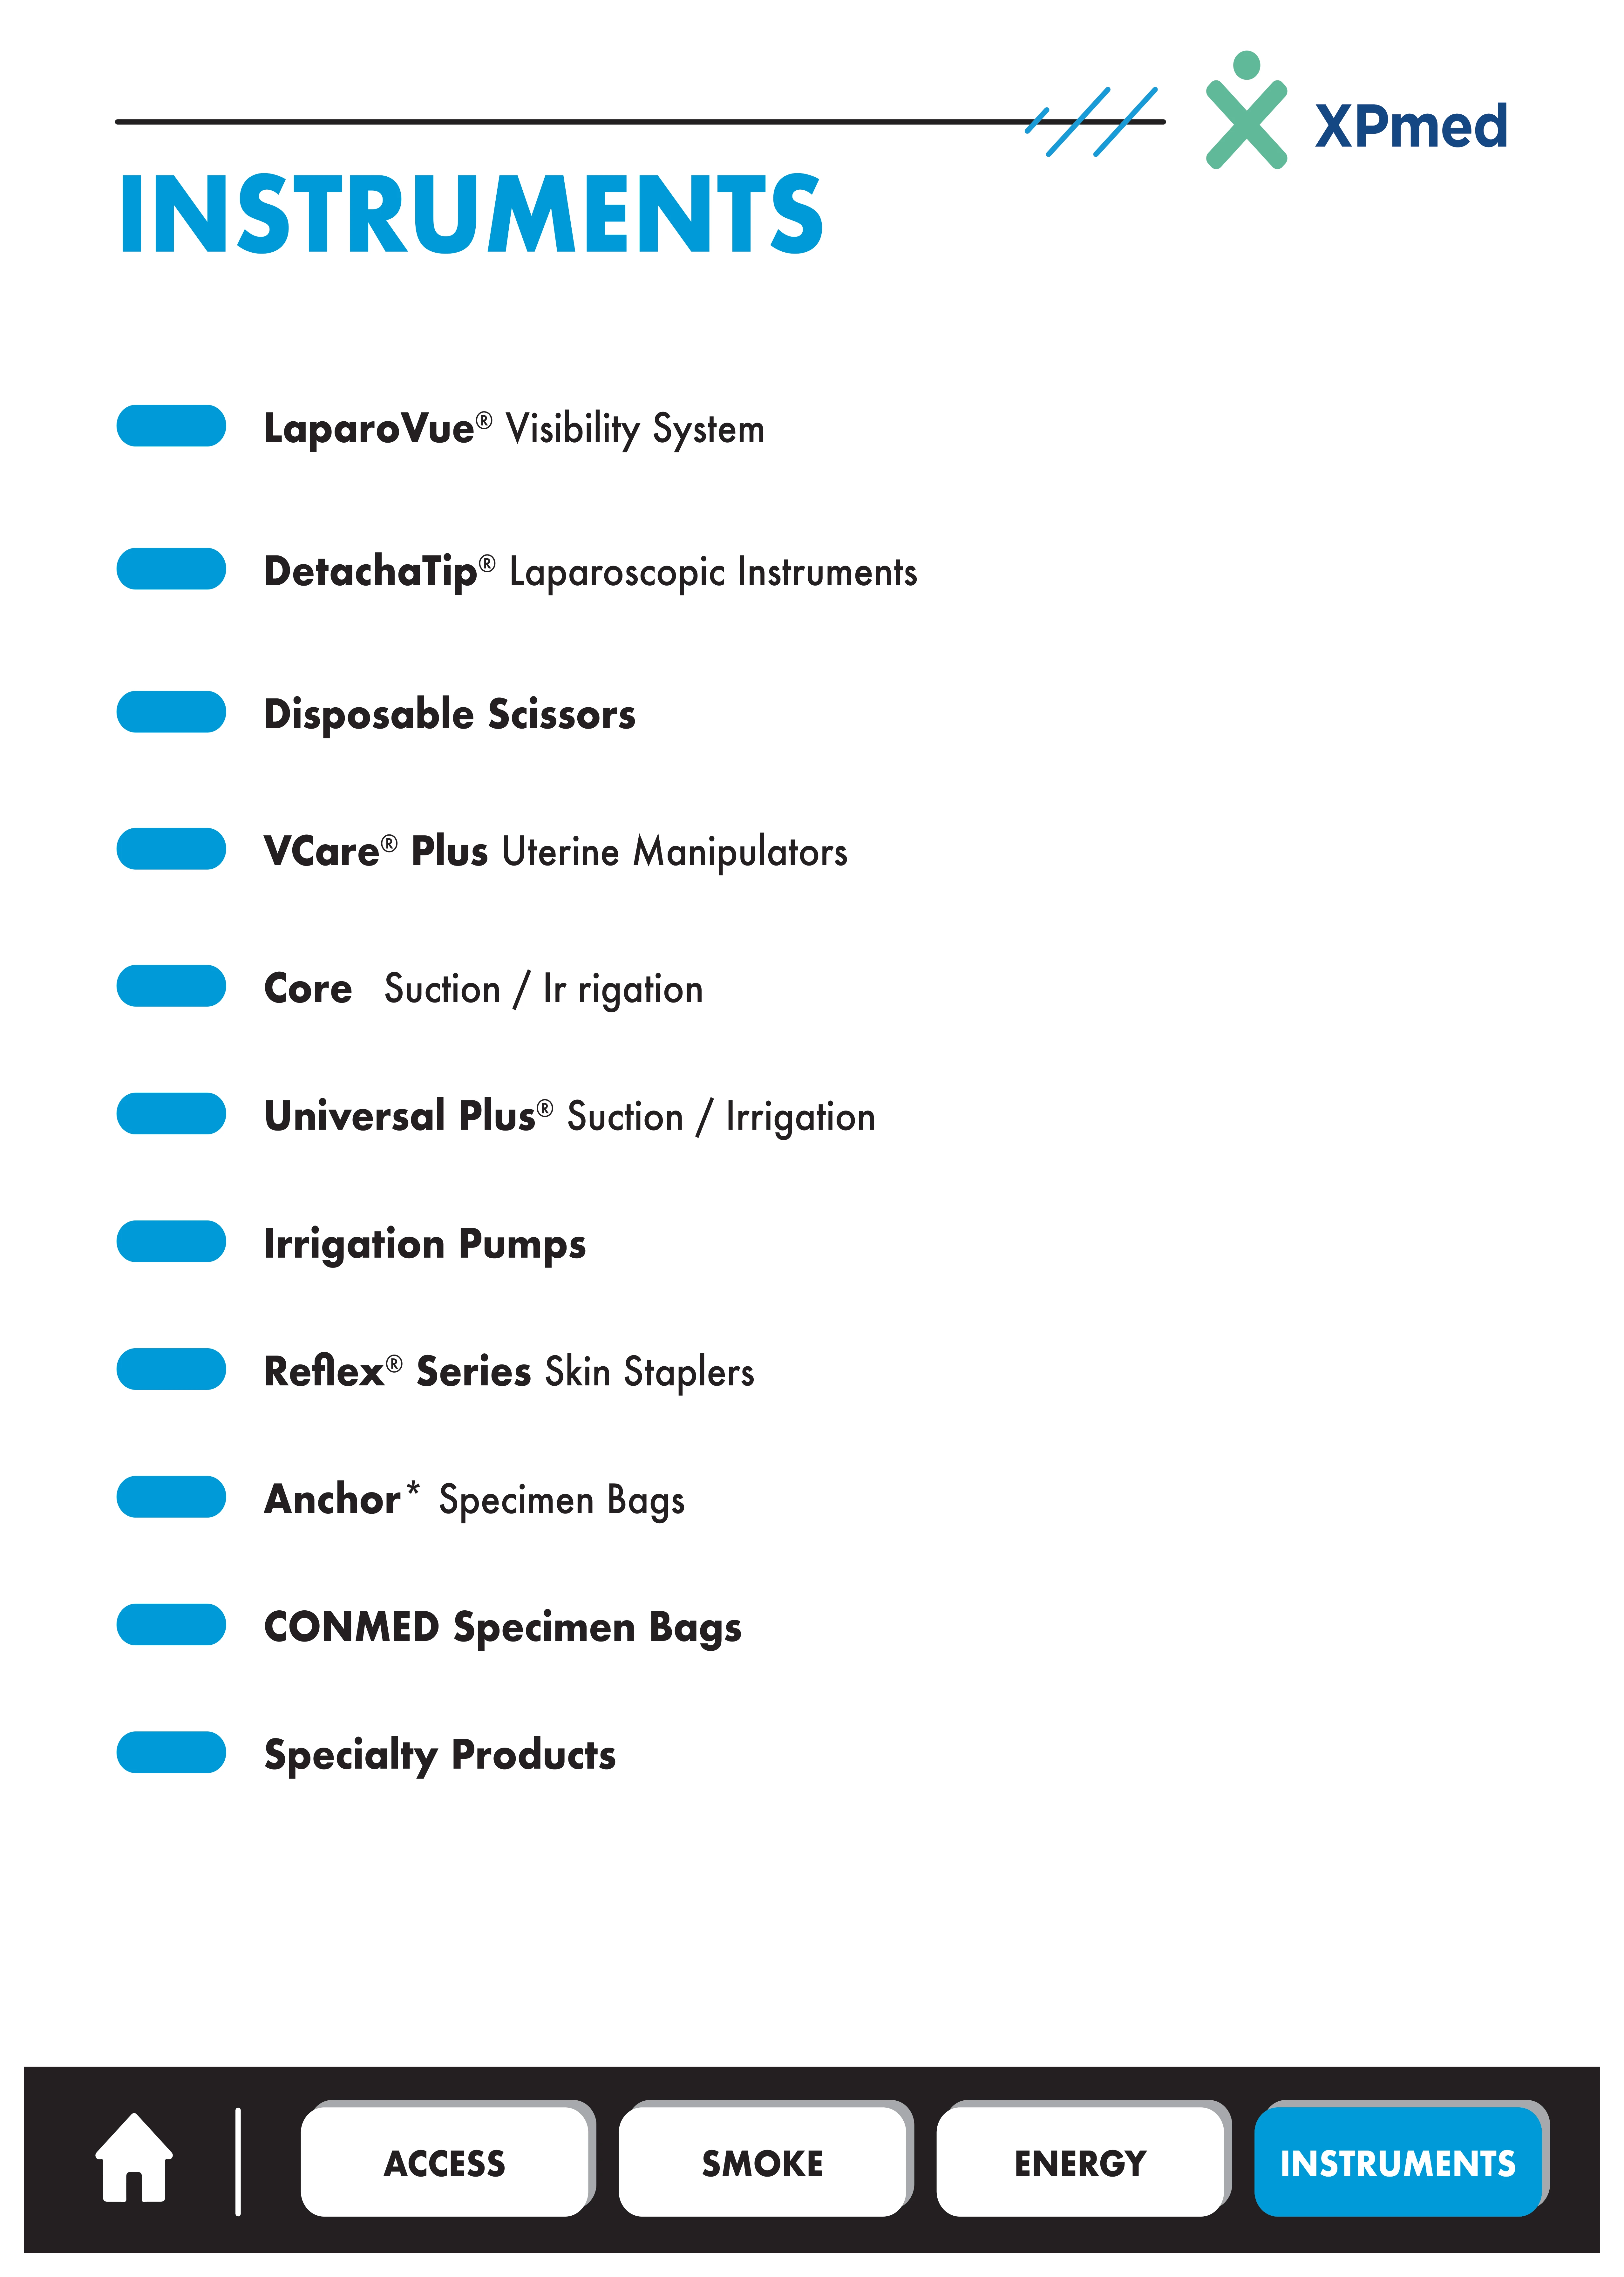 XPmed
INSTRUMENTS
LaparoVue® Visibility System
DetachaTip® Laparoscopic Instruments
Disposable Scissors
VCare® Plus Uterine Manipulators
Core Suction / Ir rigation
Universal Plus® Suction / Irrigation
Irrigation Pumps
Reflex® Series Skin Staplers
Anchor* Specimen Bags
CONMED Specimen Bags
Specialty Products
ACCESS SMOKE ENERGY INSTRUMENTS